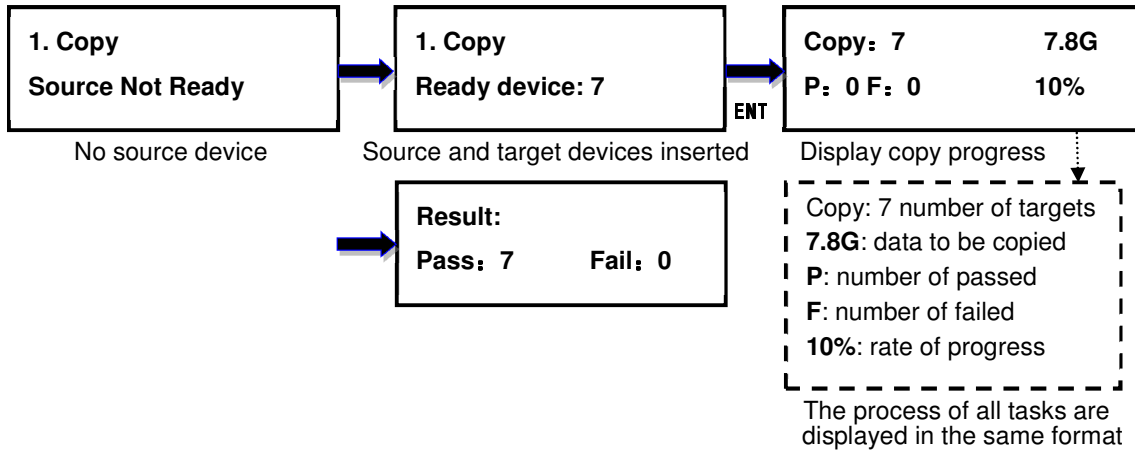 1. Copy
Source Not Ready
No source device
1. Copy
Ready device: 7
Source and target devices inserted
ENT
Copy：7 7.8G
P：0 F：0 10%
Display copy progress
Copy: 7 number of targets
7.8G: data to be copied
P: number of passed
F: number of failed
10%: rate of progress
The process of all tasks are
displayed in the same format
Result:
Pass：7 Fail：0